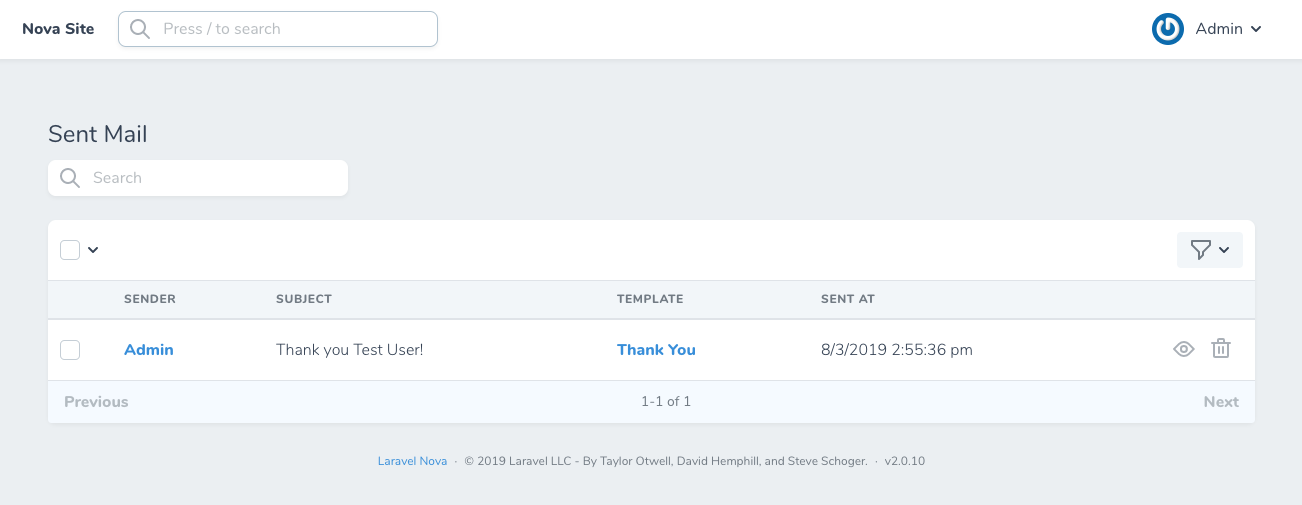 Nova Site
Press / to search
Admin
Sent Mail
Search
SENDER SUBJECT TEMPLATE SENT AT
Admin Thank you Test User! Thank You 8/3/2019 2:55:36 pm
Previous 1-1 of 1 Next
Laravel Nova · © 2019 Laravel LLC - By Taylor Otwell, David Hemphill, and Steve Schoger. · v2.0.10